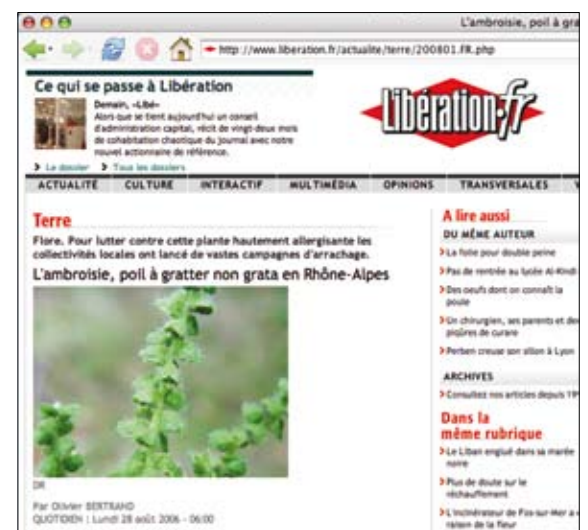 L'ambroisie, poil à gra
http://www.liberation.fr/actualite/terre/200801.FR.php
Ce qui se passe à Libération
Demain, «Libé»
Alors que se tient aujourd'hui un conseil
d'administration capital, récit de vingt-deux mois
de cohabitation chaotique du journal avec notre
nouvel actionnaire de référence.
Le dossier Tous les dossiers
Libération.fr
ACTUALITÉ CULTURE INTERACTIF MULTIMÉDIA OPINIONS TRANSVERSALES V
Terre
Flore. Pour lutter contre cette plante hautement allergisante les
collectivités locales ont lancé de vastes campagnes d'arrachage.
L'ambroisie, poil à gratter non grata en Rhône-Alpes
DR
Par Olivier BERTRAND
QUOTIDIEN : Lundi 28 août 2006 - 06:00
A lire aussi
DU MÊME AUTEUR
La folie pour double peine
Pas de rentrée au lycée Al-Kindi
Des oeufs dont on connaît la
poule
Un chirurgien, ses parents et des
piqûres de curare
Perben creuse son sillon à Lyon
ARCHIVES
Consultez nos articles depuis 19
Dans la
même rubrique
Le Liban englué dans sa marée
noire
Plus de doute sur le
réchauffement
L'incinérateur de Fos-sur-Mer a
raison de la fleur